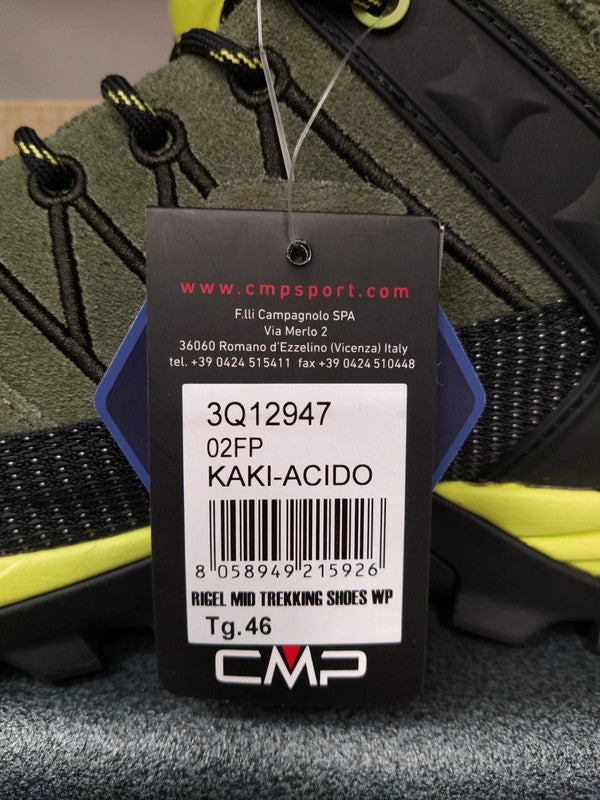 www.cmpsport.com
F.lli Campagnolo SPA
Via Merlo 2
36060 Romano d'Ezzelino (Vicenza) Italy
tel. +39 0424 515411 fax +39 0424 510448
3Q12947
02FP
KAKI-ACIDO
8 058949 215926
RIGEL MID TREKKING SHOES WP
Tg.46
CMP